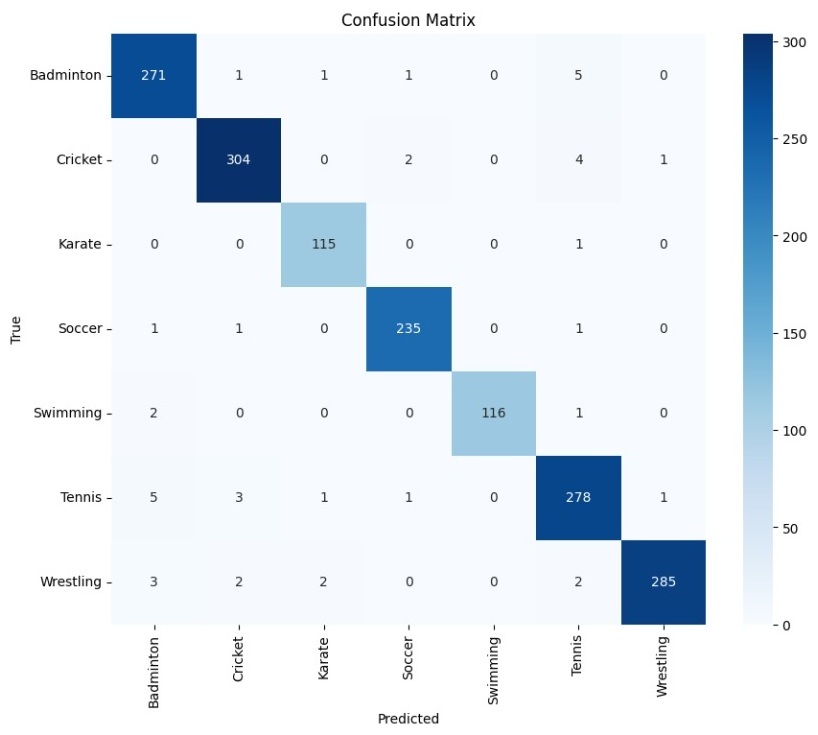 Confusion Matrix
Badminton 271 1 1 1 0 5 0
Cricket 0 304 0 2 0 4 1
Karate 0 0 115 0 0 1 0
Soccer 1 1 0 235 0 1 0
Swimming 2 0 0 0 116 1 0
Tennis 5 3 1 1 0 278 1
Wrestling 3 2 2 0 0 2 285
True
Badminton Cricket Karate Soccer Swimming Tennis Wrestling
Predicted
300
250
200
150
100
50
0